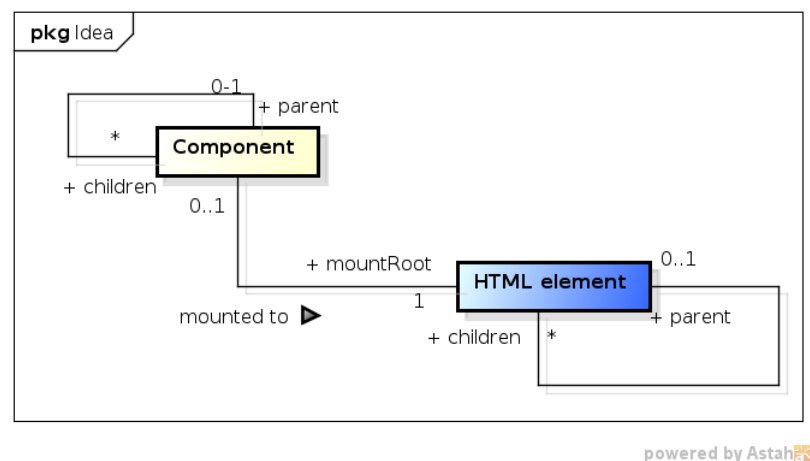 pkg Idea
0-1
+ parent
*
Component
+ children
0..1
+ mountRoot
0..1
HTML element
1
mounted to
+ parent
+ children
*
powered by Astah